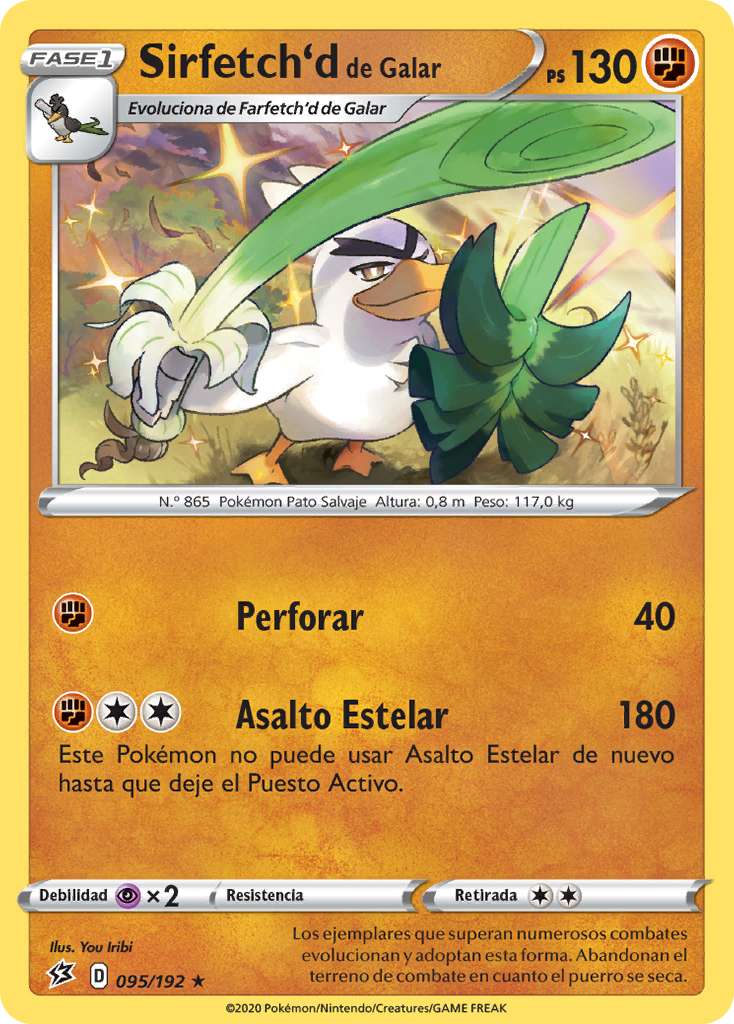 FASE 1
Sirfetch‘d de Galar
PS 130
Evoluciona de Farfetch‘d de Galar
N.º 865 Pokémon Pato Salvaje Altura: 0,8 m Peso: 117,0 kg
Perforar 40
Asalto Estelar 180
Este Pokémon no puede usar Asalto Estelar de nuevo
hasta que deje el Puesto Activo.
Debilidad ×2 Resistencia Retirada
Ilus. You Iribi
Los ejemplares que superan numerosos combates
evolucionan y adoptan esta forma. Abandonan el
terreno de combate en cuanto el puerro se seca.
D 095/192 ★
©2020 Pokémon/Nintendo/Creatures/GAME FREAK